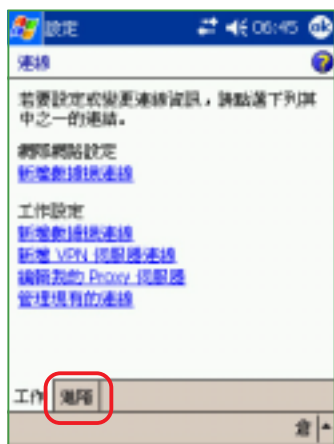 設定 06:45 ok
連線
?
若要設定或變更連線資訊，請點選下列其
中之一的連結。
網際網路設定
新增數據機連線
工作設定
新增數據機連線
新增 VPN 伺服器連線
編輯我的 Proxy 伺服器
管理現有的連線
工作 進階
倉